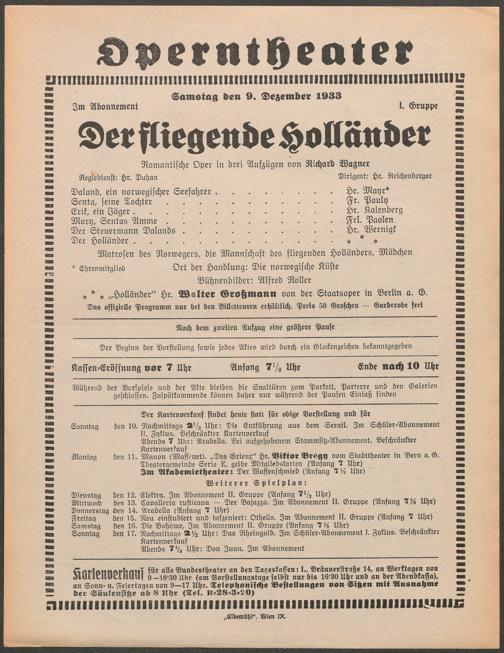 Operntheater
Samstag den 9. Dezember 1933
Im Abonnement I. Gruppe
Der fliegende Holländer
Romantische Oper in drei Aufzügen von Richard Wagner
Regiedienst: Hr. Duhan Dirigent: Hr. Reichenberger
Daland, ein norwegischer Seefahrer . . . . . . . . . . . Hr. Mayr*
Senta, seine Tochter . . . . . . . . . . . Fr. Pauly
Erik, ein Jäger . . . . . . . . . . . Hr. Kalenberg
Mary, Sentas Amme . . . . . . . . . . . Frl. Paalen
Der Steuermann Dalands . . . . . . . . . . . Hr. Wernigk
Der Holländer . . . . . . . . . . . * * *
Matrosen des Norwegers, die Mannschaft des fliegenden Holländers, Mädchen
* Ehrenmitglied Ort der Handlung: Die norwegische Küste
Bühnenbilder: Alfred Roller
* * * „Holländer" Hr. Walter Großmann von der Staatsoper in Berlin a. G.
Das offizielle Programm nur bei den Billetteuren erhältlich. Preis 50 Groschen — Garderobe frei
Nach dem zweiten Aufzug eine größere Pause
Der Beginn der Vorstellung sowie jedes Aktes wird durch ein Glockenzeichen bekanntgegeben
Kassen-Eröffnung vor 7 Uhr Anfang 7½ Uhr Ende nach 10 Uhr
Während der Vorspiele und der Akte bleiben die Saaltüren zum Parkett, Parterre und den Galerien
geschlossen. Zuspätkommende können daher nur während der Pausen Einlaß finden
Der Kartenverkauf findet heute statt für obige Vorstellung und für
Sonntag den 10. Nachmittags 2½ Uhr: Die Entführung aus dem Serail. Im Schüler-Abonnement
II. Zyklus. Beschränkter Kartenverkauf
Abends 7 Uhr: Arabella. Bei aufgehobenem Stammsitz-Abonnement. Beschränkter
Kartenverkauf
Montag den 11. Manon (Massenet). „Des Grieux" Hr. Viktor Brégy vom Stadttheater in Bern a. G.
Theatergemeinde Serie E, gelbe Mitgliedskarten (Anfang 7 Uhr)
Im Akademietheater: Der Waffenschmied (Anfang 7½ Uhr)
Weiterer Spielplan:
Dienstag den 12. Elektra. Im Abonnement II. Gruppe (Anfang 7½ Uhr)
Mittwoch den 13. Cavalleria rusticana — Der Bajazzo. Im Abonnement II. Gruppe (Anfang 7½ Uhr)
Donnerstag den 14. Arabella (Anfang 7 Uhr)
Freitag den 15. Neu einstudiert und inszeniert: Othello. Im Abonnement II. Gruppe (Anfang 7 Uhr)
Samstag den 16. Die Bohème. Im Abonnement II. Gruppe (Anfang 7½ Uhr)
Sonntag den 17. Nachmittags 2½ Uhr: Das Rheingold. Im Schüler-Abonnement I. Zyklus. Beschränkter
Kartenverkauf
Abends 7½ Uhr: Don Juan. Im Abonnement
Kartenverkauf für alle Bundestheater an den Tageskassen: I., Bräunerstraße 14, an Werktagen von
9—18:30 Uhr (am Vorstellungstage selbst nur bis 16:30 Uhr und an der Abendkassa),
an Sonn- u. Feiertagen von 9—17 Uhr. Telephonische Bestellungen von Sitzen mit Ausnahme
der Säulensitze ab 8 Uhr (Tel. R-28-3-20)
„Elbemühl", Wien IX.